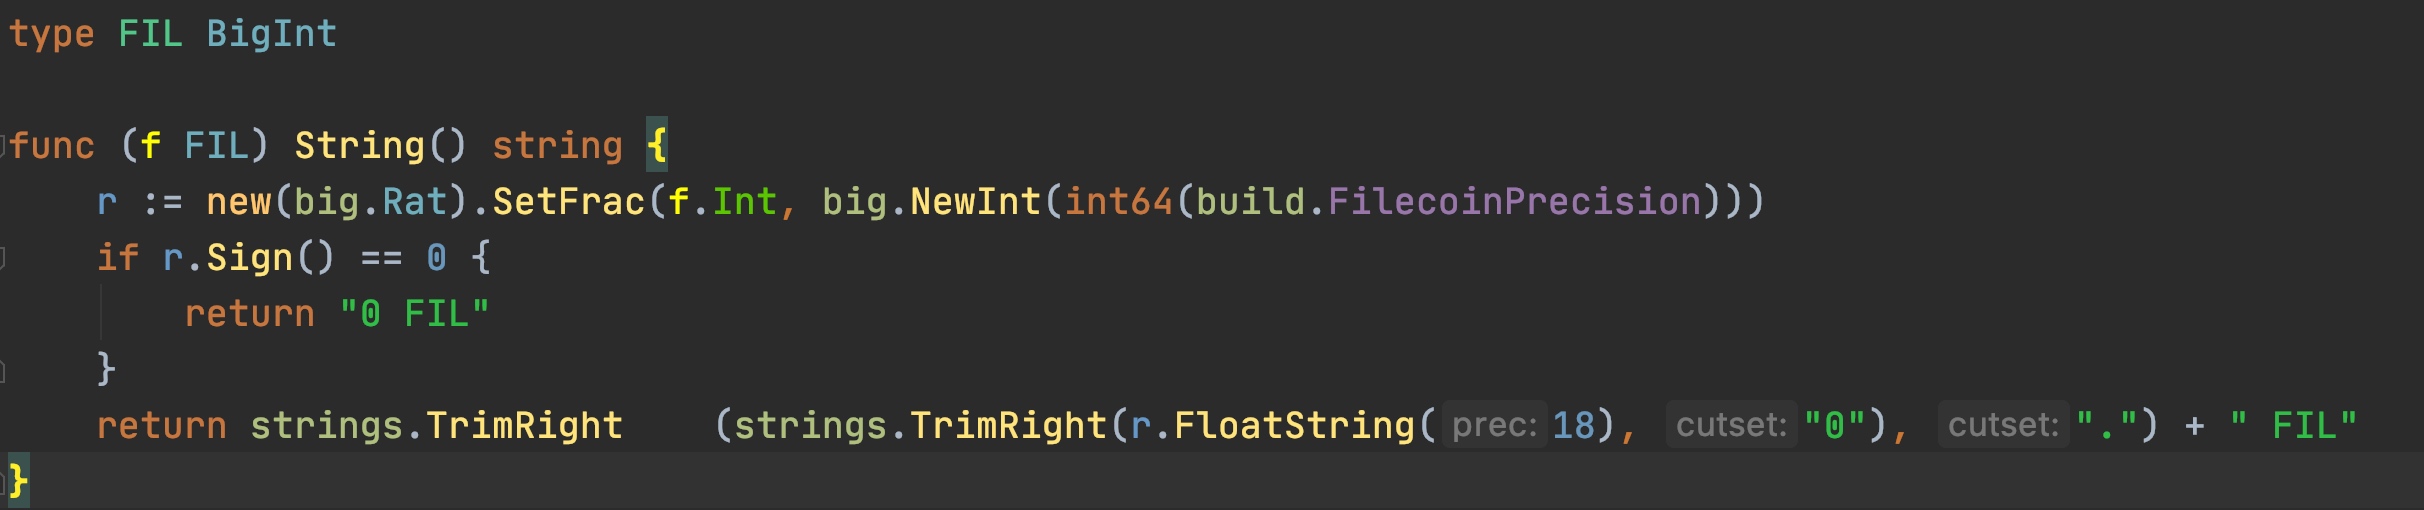 type FIL BigInt
func (f FIL) String() string {
r := new(big.Rat).SetFrac(f.Int, big.NewInt(int64(build.FilecoinPrecision)))
if r.Sign() == 0 {
return "0 FIL"
}
return strings.TrimRight (strings.TrimRight(r.FloatString( prec: 18), cutset: "0"), cutset: ".") + " FIL"
}